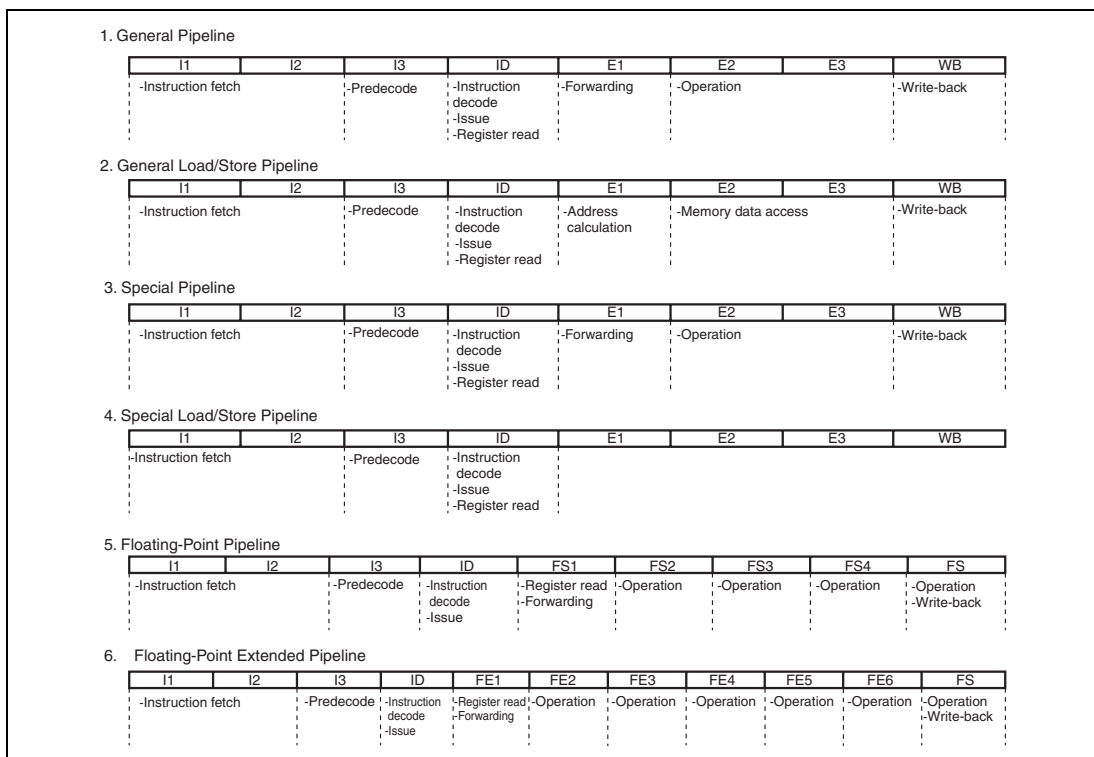 1. General Pipeline
I1 I2 I3 ID E1 E2 E3 WB
-Instruction fetch -Predecode -Instruction -Forwarding -Operation -Write-back
decode
-Issue
-Register read
2. General Load/Store Pipeline
I1 I2 I3 ID E1 E2 E3 WB
-Instruction fetch -Predecode -Instruction -Address -Memory data access -Write-back
decode calculation
-Issue
-Register read
3. Special Pipeline
I1 I2 I3 ID E1 E2 E3 WB
-Instruction fetch -Predecode -Instruction -Forwarding -Operation -Write-back
decode
-Issue
-Register read
4. Special Load/Store Pipeline
I1 I2 I3 ID E1 E2 E3 WB
-Instruction fetch -Predecode -Instruction
decode
-Issue
-Register read
5. Floating-Point Pipeline
I1 I2 I3 ID FS1 FS2 FS3 FS4 FS
-Instruction fetch -Predecode -Instruction -Register read -Operation -Operation -Operation -Operation
decode -Forwarding -Write-back
-Issue
6. Floating-Point Extended Pipeline
I1 I2 I3 ID FE1 FE2 FE3 FE4 FE5 FE6 FS
-Instruction fetch -Predecode -Instruction -Register read -Operation -Operation -Operation -Operation -Operation -Operation
decode -Forwarding -Write-back
-Issue